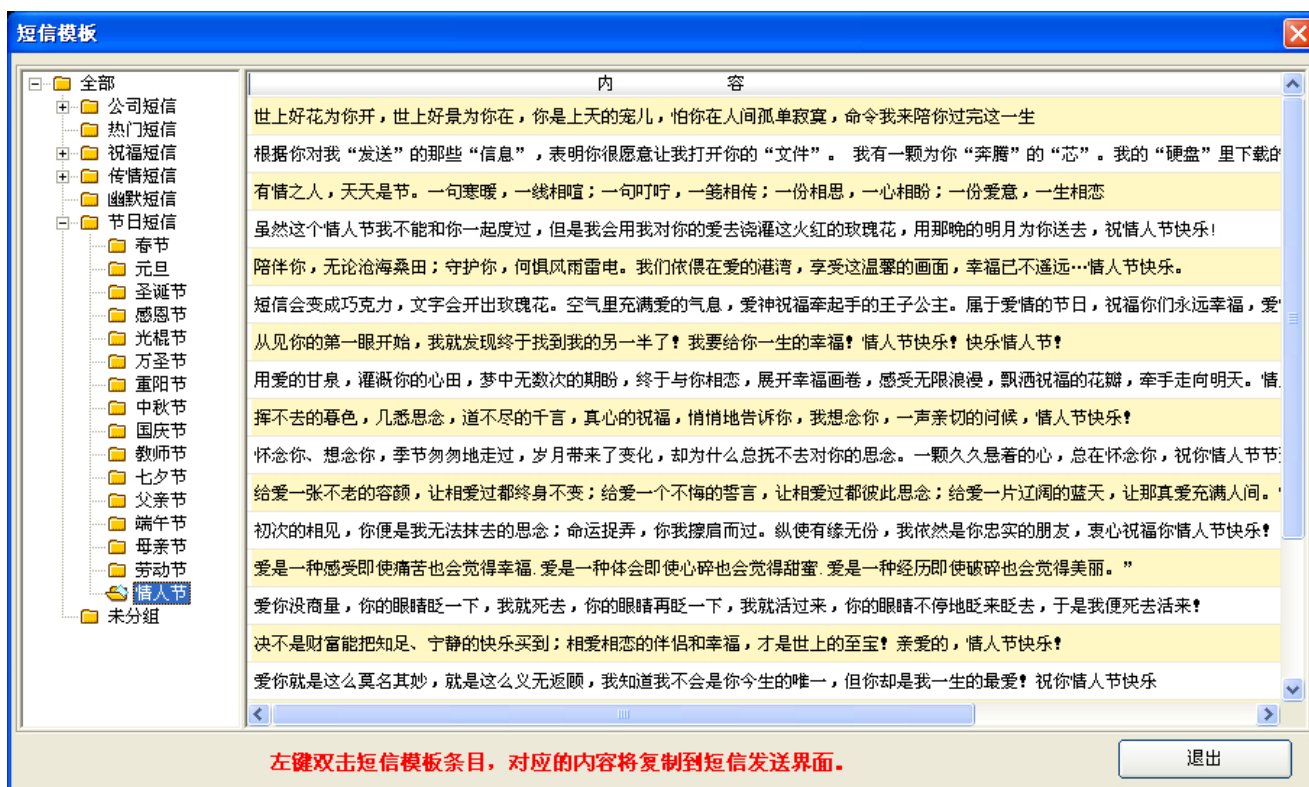 短信模板
全部
公司短信
热门短信
祝福短信
传情短信
幽默短信
节日短信
春节
元旦
圣诞节
感恩节
光棍节
万圣节
重阳节
中秋节
国庆节
教师节
七夕节
父亲节
端午节
母亲节
劳动节
情人节
未分组
内 容
世上好花为你开，世上好景为你在，你是上天的宠儿，怕你在人间孤单寂寞，命令我来陪你过完这一生
根据你对我“发送”的那些“信息”，表明你很愿意让我打开你的“文件”。 我有一颗为你“奔腾”的“芯”。我的“硬盘”里下载的
有情之人，天天是节。一句寒暖，一线相喧；一句叮咛，一笺相传；一份相思，一心相盼；一份爱意，一生相恋
虽然这个情人节我不能和你一起度过，但是我会用我对你的爱去浇灌这火红的玫瑰花，用那晚的明月为你送去，祝情人节快乐!
陪伴你，无论沧海桑田；守护你，何惧风雨雷电。我们依偎在爱的港湾，享受这温馨的画面，幸福已不遥远…情人节快乐。
短信会变成巧克力，文字会开出玫瑰花。空气里充满爱的气息，爱神祝福牵起手的王子公主。属于爱情的节日，祝福你们永远幸福，爱
从见你的第一眼开始，我就发现终于找到我的另一半了！我要给你一生的幸福！情人节快乐！快乐情人节！
用爱的甘泉，灌溉你的心田，梦中无数次的期盼，终于与你相恋，展开幸福画卷，感受无限浪漫，飘洒祝福的花瓣，牵手走向明天。情
挥不去的暮色，几悉思念，道不尽的千言，真心的祝福，悄悄地告诉你，我想念你，一声亲切的问候，情人节快乐！
怀念你、想念你，季节匆匆地走过，岁月带来了变化，却为什么总抚不去对你的思念。一颗久久悬着的心，总在怀念你，祝你情人节节
给爱一张不老的容颜，让相爱过都终身不变；给爱一个不悔的誓言，让相爱过都彼此思念；给爱一片辽阔的蓝天，让那真爱充满人间。
初次的相见，你便是我无法抹去的思念；命运捉弄，你我擦肩而过。纵使有缘无份，我依然是你忠实的朋友，衷心祝福你情人节快乐！
爱是一种感受即使痛苦也会觉得幸福.爱是一种体会即使心碎也会觉得甜蜜.爱是一种经历即使破碎也会觉得美丽。”
爱你没商量，你的眼睛眨一下，我就死去，你的眼睛再眨一下，我就活过来，你的眼睛不停地眨来眨去，于是我便死去活来！
决不是财富能把知足、宁静的快乐买到；相爱相恋的伴侣和幸福，才是世上的至宝！亲爱的，情人节快乐！
爱你就是这么莫名其妙，就是这么义无返顾，我知道我不会是你今生的唯一，但你却是我一生的最爱！祝你情人节快乐
左键双击短信模板条目，对应的内容将复制到短信发送界面。
退出